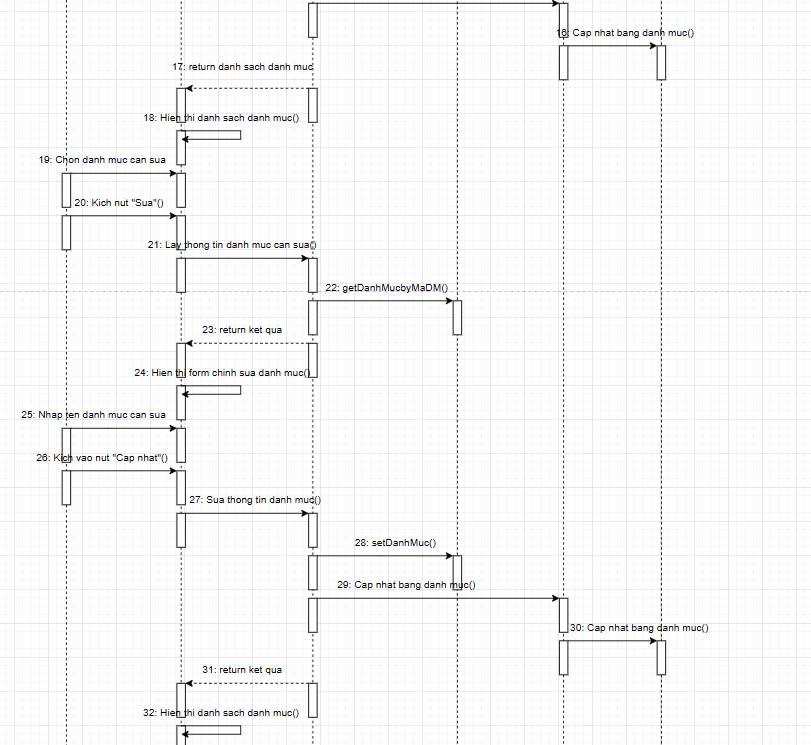 16: Cap nhat bang danh muc()
17: return danh sach danh muc
18: Hien thi danh sach danh muc()
19: Chon danh muc can sua
20: Kich nut "Sua"()
21: Lay thong tin danh muc can sua()
22: getDanhMucbyMaDM()
23: return ket qua
24: Hien thi form chinh sua danh muc()
25: Nhap ten danh muc can sua
26: Kich vao nut "Cap nhat"()
27: Sua thong tin danh muc()
28: setDanhMuc()
29: Cap nhat bang danh muc()
30: Cap nhat bang danh muc()
31: return ket qua
32: Hien thi danh sach danh muc()